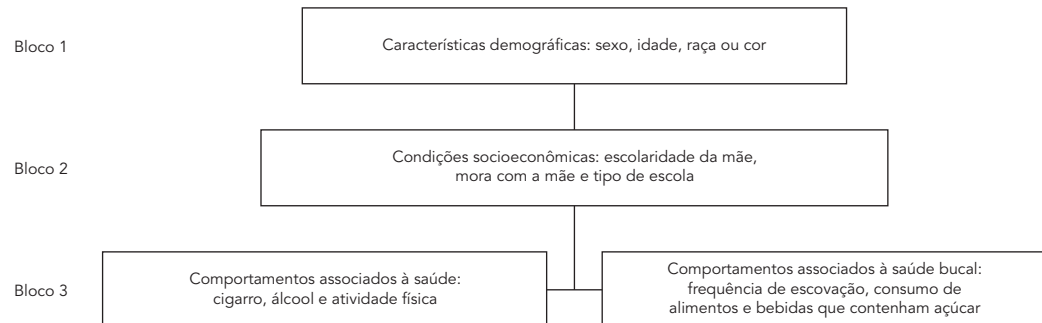 Bloco 1
Características demográficas: sexo, idade, raça ou cor
Bloco 2
Condições socioeconômicas: escolaridade da mãe,
mora com a mãe e tipo de escola
Bloco 3
Comportamentos associados à saúde:
cigarro, álcool e atividade física
Comportamentos associados à saúde bucal:
frequência de escovação, consumo de
alimentos e bebidas que contenham açúcar